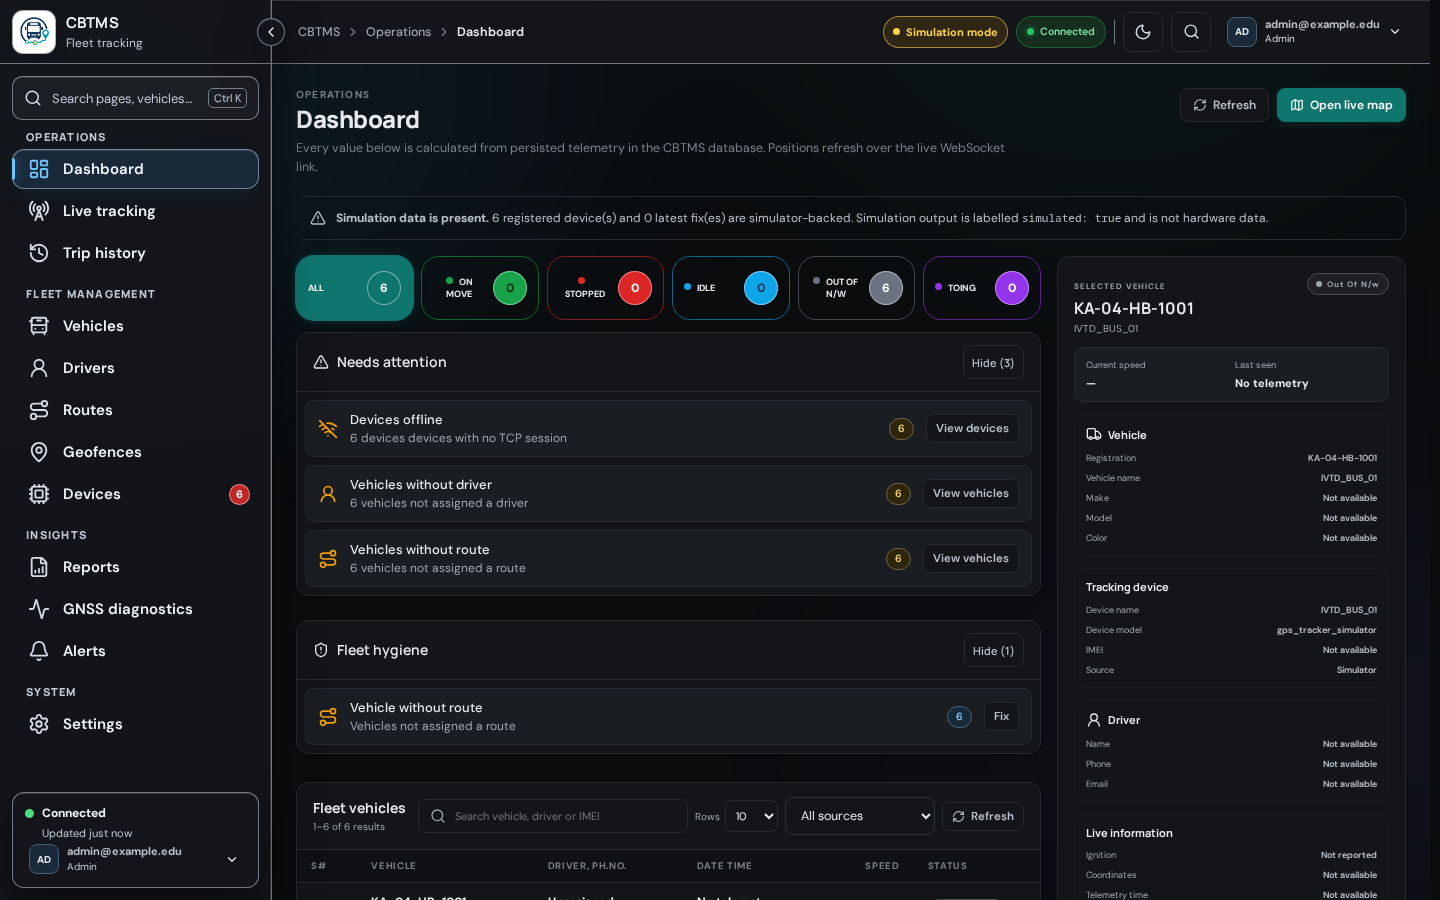 CBTMS
Fleet tracking
Search pages, vehicles... Ctrl K
OPERATIONS
Dashboard
Live tracking
Trip history
FLEET MANAGEMENT
Vehicles
Drivers
Routes
Geofences
Devices 6
INSIGHTS
Reports
GNSS diagnostics
Alerts
SYSTEM
Settings
Connected
Updated just now
AD admin@example.edu
Admin
CBTMS > Operations > Dashboard
Simulation mode
Connected
AD admin@example.edu
Admin
OPERATIONS
Dashboard
Every value below is calculated from persisted telemetry in the CBTMS database. Positions refresh over the live WebSocket
link.
Refresh
Open live map
Simulation data is present. 6 registered device(s) and 0 latest fix(es) are simulator-backed. Simulation output is labelled simulated: true and is not hardware data.
ALL 6
ON MOVE 0
STOPPED 0
IDLE 0
OUT OF N/W 6
TOING 0
Needs attention Hide (3)
Devices offline
6 devices devices with no TCP session
6 View devices
Vehicles without driver
6 vehicles not assigned a driver
6 View vehicles
Vehicles without route
6 vehicles not assigned a route
6 View vehicles
Fleet hygiene Hide (1)
Vehicle without route
Vehicles not assigned a route
6 Fix
Fleet vehicles
1–6 of 6 results
Search vehicle, driver or IMEI
Rows 10
All sources
Refresh
S# VEHICLE DRIVER, PH.NO. DATE TIME SPEED STATUS
SELECTED VEHICLE
Out Of N/w
KA-04-HB-1001
IVTD_BUS_01
Current speed
—
Last seen
No telemetry
Vehicle
Registration KA-04-HB-1001
Vehicle name IVTD_BUS_01
Make Not available
Model Not available
Color Not available
Tracking device
Device name IVTD_BUS_01
Device model gps_tracker_simulator
IMEI Not available
Source Simulator
Driver
Name Not available
Phone Not available
Email Not available
Live information
Ignition Not reported
Coordinates Not available
Telemetry time Not available